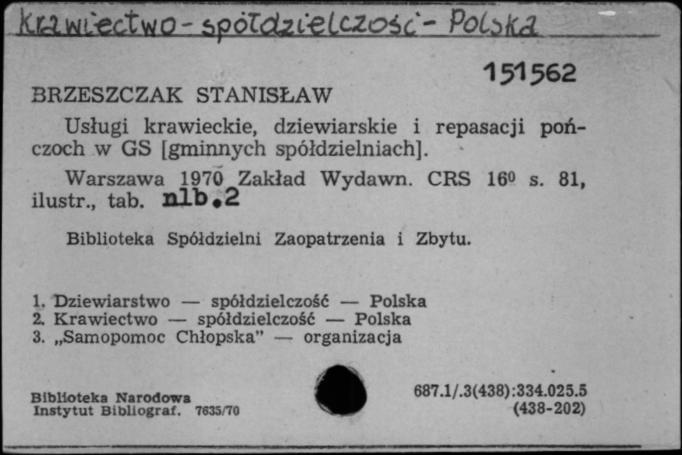 Krawiectwo - spółdzielczość - Polska
151562
BRZESZCZAK STANISŁAW
Usługi krawieckie, dziewiarskie i repasacji poń-
czoch w GS [gminnych spółdzielniach].
Warszawa 1970 Zakład Wydawn. CRS 16º s. 81,
ilustr., tab. nlb.2
Biblioteka Spółdzielni Zaopatrzenia i Zbytu.
1. Dziewiarstwo — spółdzielczość — Polska
2. Krawiectwo — spółdzielczość — Polska
3. „Samopomoc Chłopska” — organizacja
Biblioteka Narodowa
Instytut Bibliograf. 7635/70
687.1/.3(438):334.025.5
(438-202)